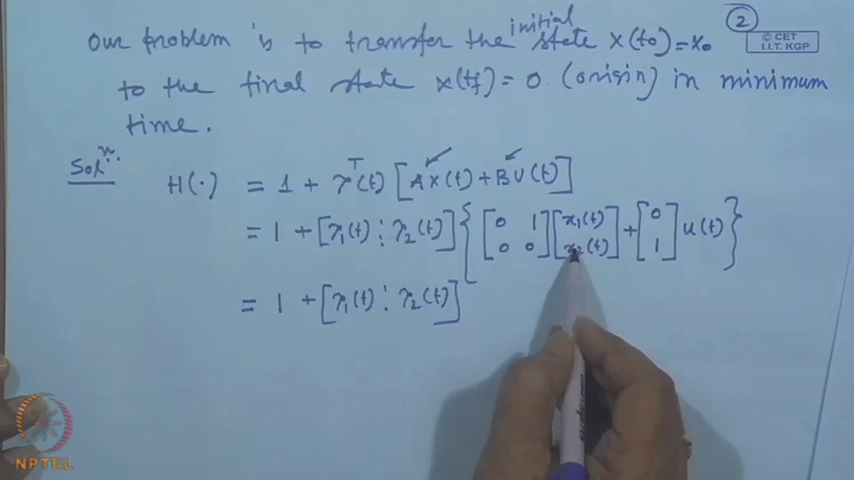 Our problem is to transfer the initial state x(t0)=x0 ②
© CET
I.I.T. KGP
to the final state x(tf) = 0. (origin) in minimum
time.
Solⁿ:
H(·) = 1 + λᵀ(t) [A x(t) + B u(t)]
= 1 + [λ1(t) ⋮ λ2(t)] { [0 1; 0 0] [x1(t); x2(t)] + [0; 1] u(t) }
= 1 + [λ1(t) ⋮ λ2(t)]
NPTEL